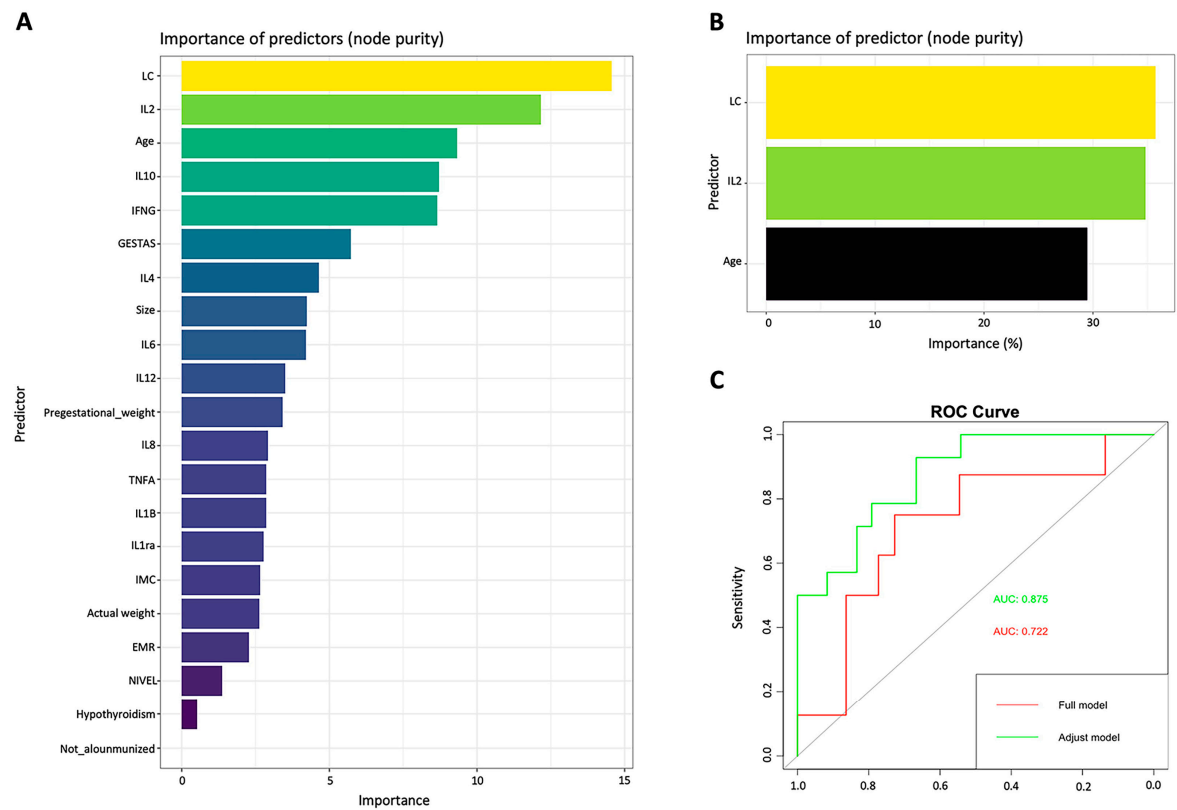 A
Importance of predictors (node purity)
Predictor
LC
IL2
Age
IL10
IFNG
GESTAS
IL4
Size
IL6
IL12
Pregestational_weight
IL8
TNFA
IL1B
IL1ra
IMC
Actual weight
EMR
NIVEL
Hypothyroidism
Not_alounmunized
0 5 10 15
Importance
B
Importance of predictor (node purity)
Predictor
LC
IL2
Age
0 10 20 30
Importance (%)
C
ROC Curve
Sensitivity
1.0
0.8
0.6
0.4
0.2
0.0
AUC: 0.875
AUC: 0.722
Full model
Adjust model
1.0 0.8 0.6 0.4 0.2 0.0